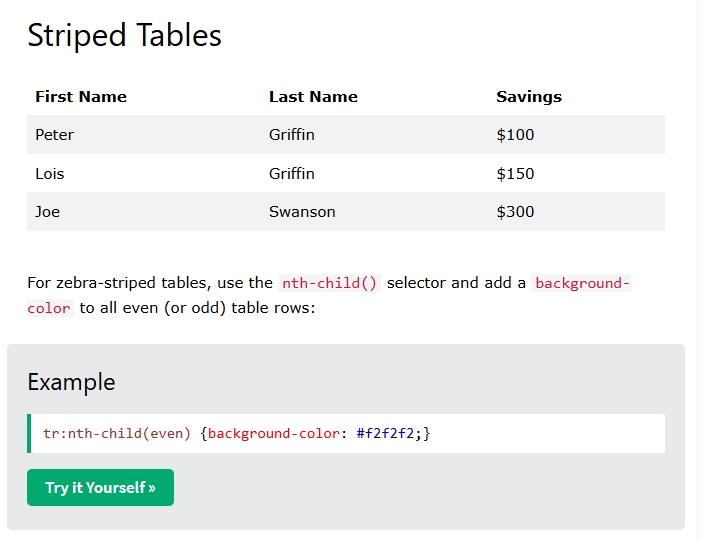 Striped Tables
First Name Last Name Savings
Peter Griffin $100
Lois Griffin $150
Joe Swanson $300
For zebra-striped tables, use the nth-child() selector and add a background-
color to all even (or odd) table rows:
Example
tr:nth-child(even) {background-color: #f2f2f2;}
Try it Yourself »